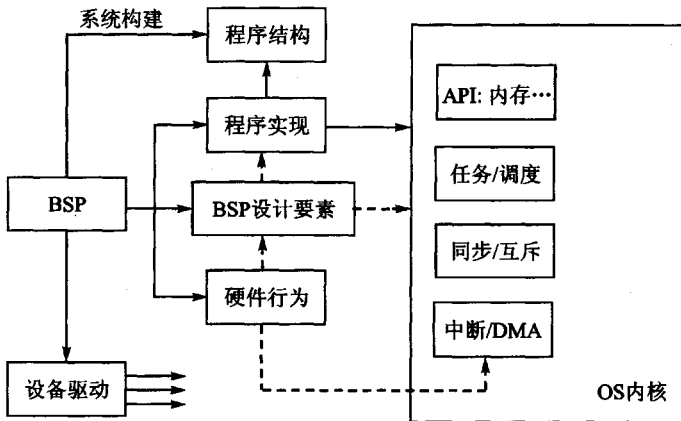 系统构建
程序结构
API: 内存…
程序实现
任务/调度
BSP
BSP设计要素
同步/互斥
硬件行为
中断/DMA
设备驱动
OS内核